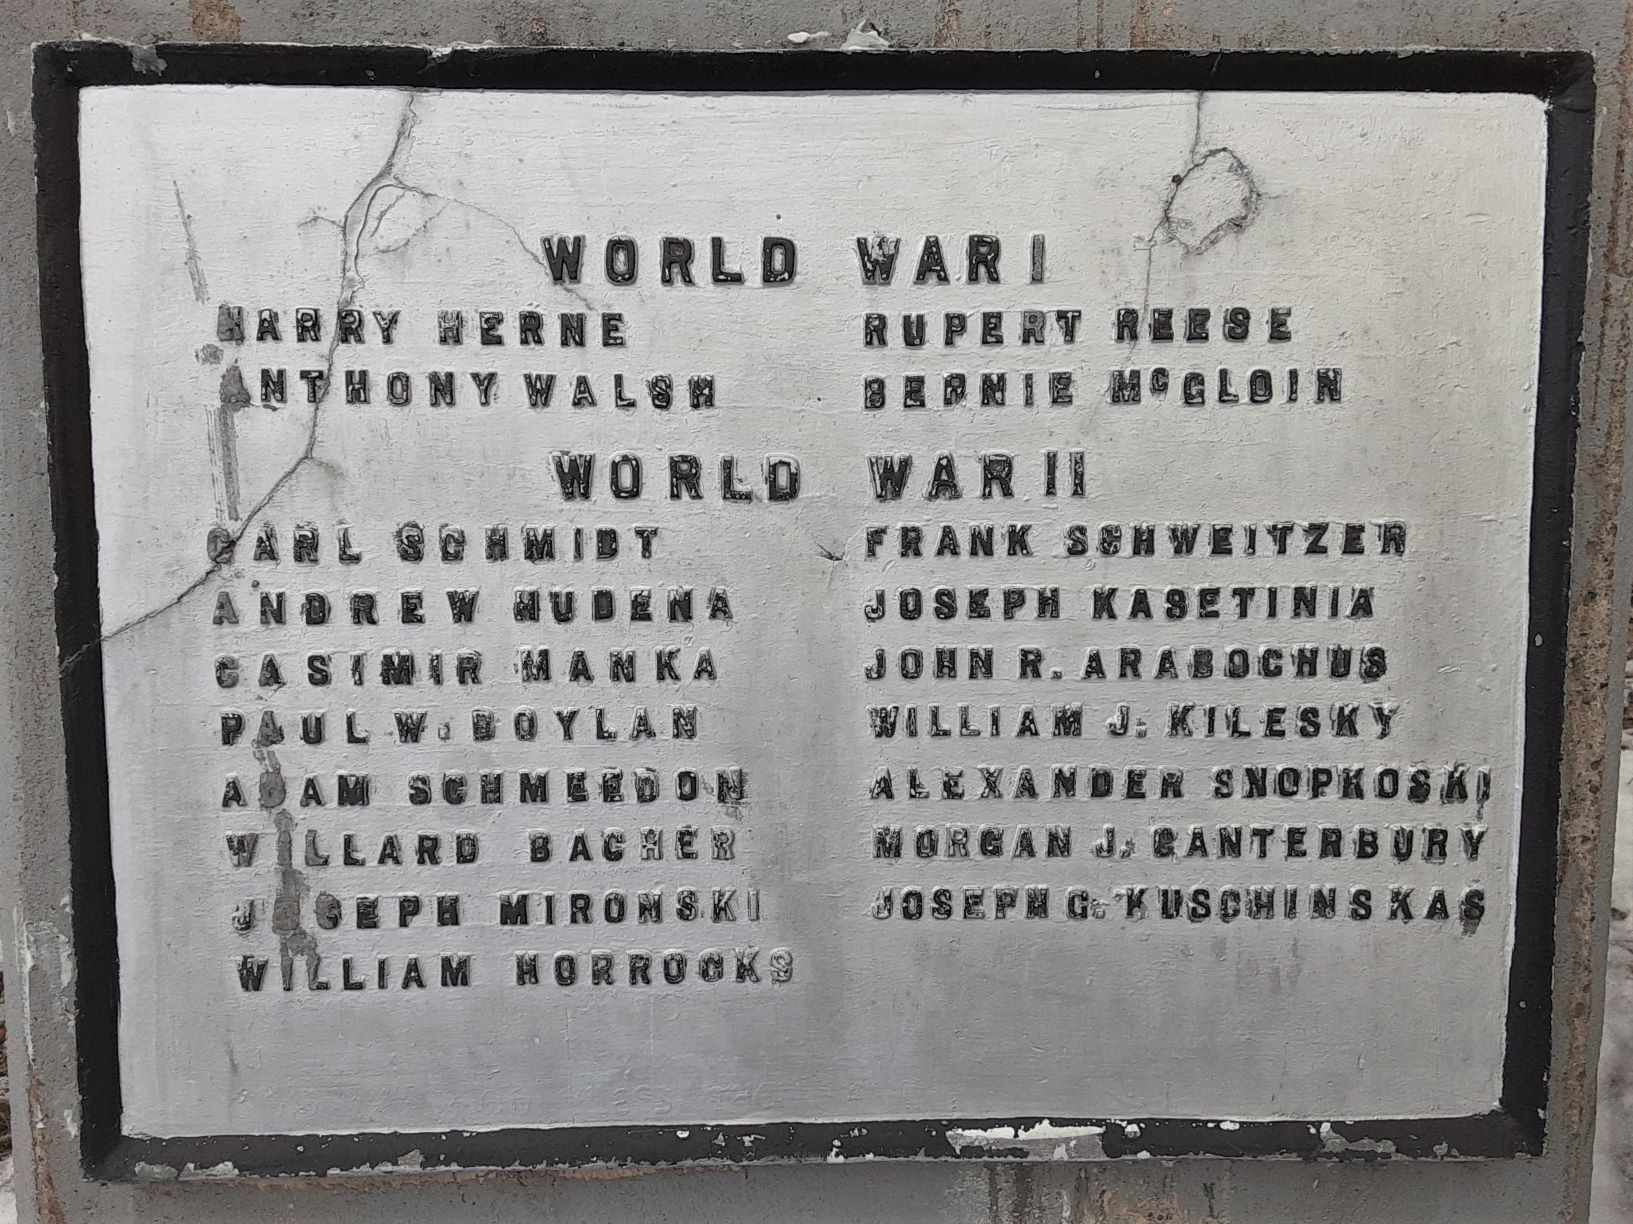 WORLD WAR I
HARRY HERNE RUPERT REESE
ANTHONY WALSH BERNIE McGLOIN
WORLD WAR II
CARL SCHMIDT FRANK SCHWEITZER
ANDREW HUDENA JOSEPH KASETINIA
CASIMIR MANKA JOHN R. ARABOCHUS
PAUL W. BOYLAN WILLIAM J. KILESKY
ADAM SCHMEEDON ALEXANDER SNOPKOSKI
WILLARD BACHER MORGAN J. CANTERBURY
JOSEPH MIRONSKI JOSEPH C. KUSCHINSKAS
WILLIAM HORROCKS